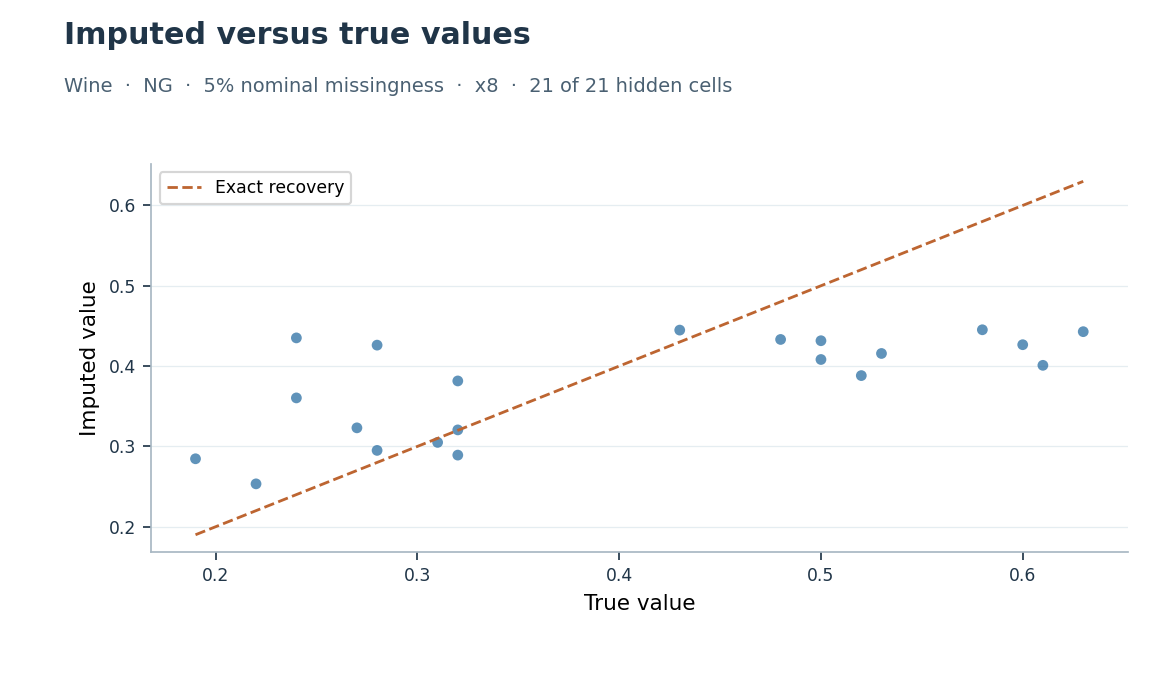 Imputed versus true values
Wine · NG · 5% nominal missingness · x8 · 21 of 21 hidden cells
Exact recovery
0.6
0.5
0.4
0.3
0.2
Imputed value
0.2 0.3 0.4 0.5 0.6
True value